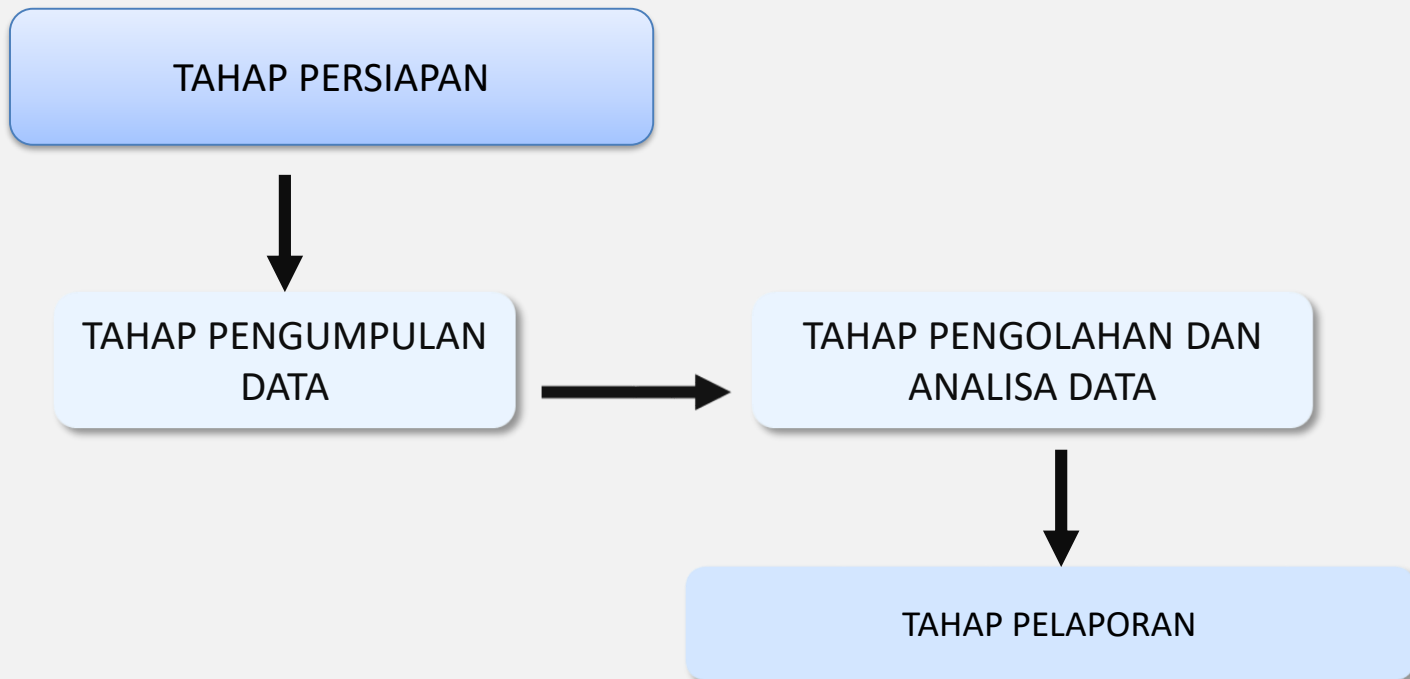 TAHAP PERSIAPAN
TAHAP PENGUMPULAN
DATA
TAHAP PENGOLAHAN DAN
ANALISA DATA
TAHAP PELAPORAN